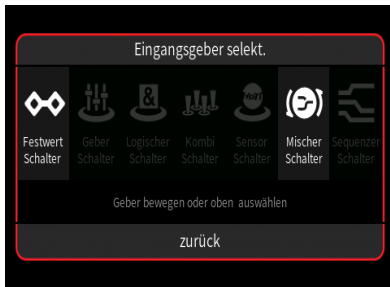 Eingangsgeber selekt.
& VOIT
Festwert Geber Logischer Kombi Sensor Mischer Sequenzer
Schalter Schalter Schalter Schalter Schalter Schalter Schalter
Geber bewegen oder oben auswählen
zurück